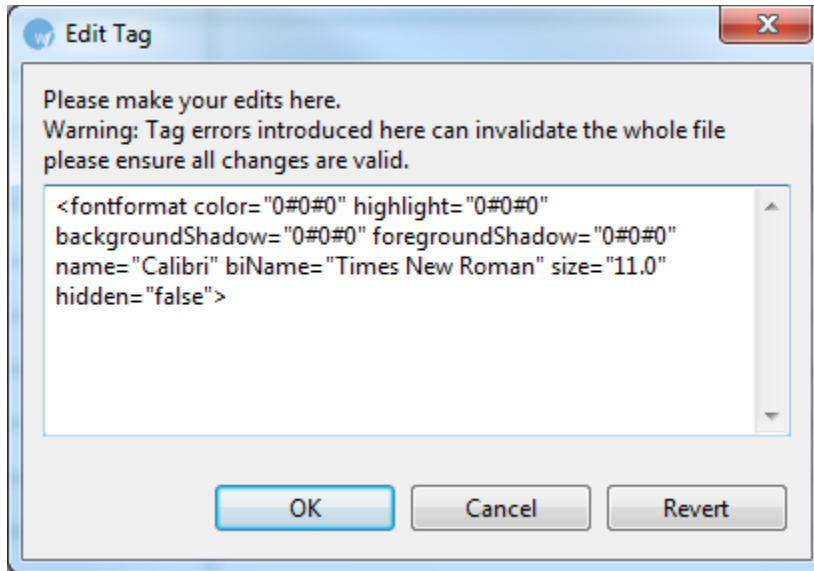 Edit Tag
Please make your edits here.
Warning: Tag errors introduced here can invalidate the whole file
please ensure all changes are valid.
<fontformat color="0#0#0" highlight="0#0#0"
backgroundShadow="0#0#0" foregroundShadow="0#0#0"
name="Calibri" biName="Times New Roman" size="11.0"
hidden="false">
OK
Cancel
Revert